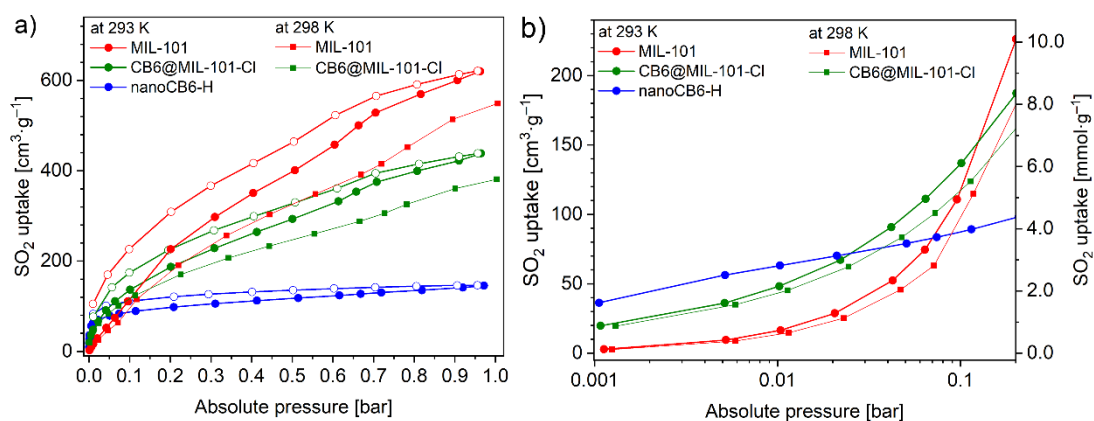 a)
at 293 K
at 298 K
MIL-101
MIL-101
CB6@MIL-101-Cl
CB6@MIL-101-Cl
nanoCB6-H
600
400
200
0
SO2 uptake [cm3·g−1]
0.0 0.1 0.2 0.3 0.4 0.5 0.6 0.7 0.8 0.9 1.0
Absolute pressure [bar]
b)
at 293 K
at 298 K
MIL-101
MIL-101
CB6@MIL-101-Cl
CB6@MIL-101-Cl
nanoCB6-H
200
150
100
50
0
SO2 uptake [cm3·g−1]
10.0
8.0
6.0
4.0
2.0
0.0
SO2 uptake [mmol·g−1]
0.001 0.01 0.1
Absolute pressure [bar]